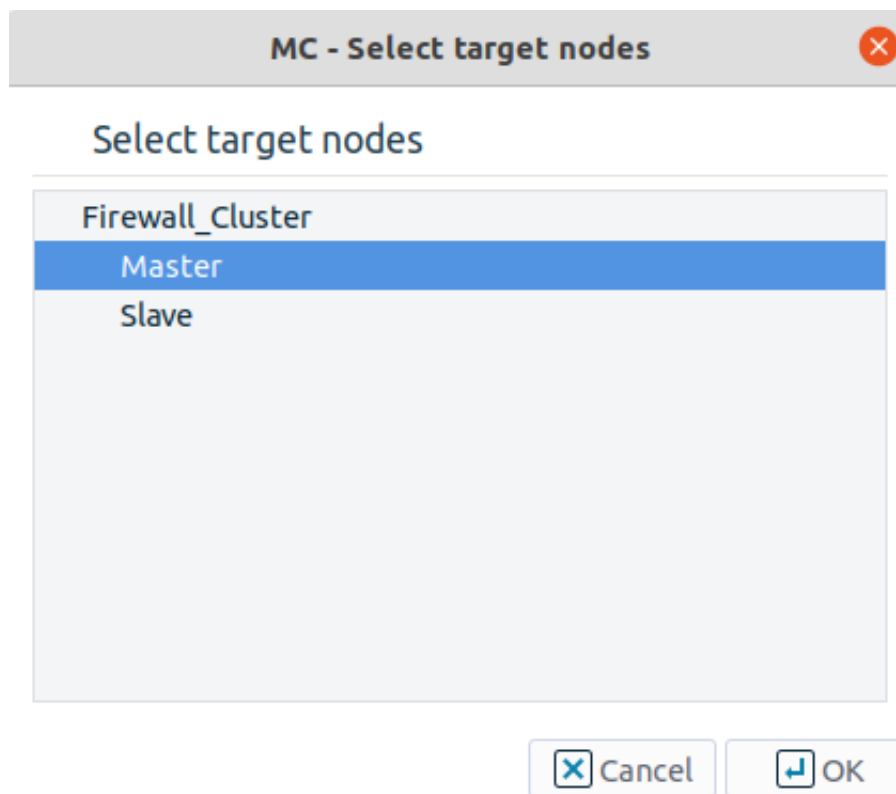 MC - Select target nodes
Select target nodes
Firewall_Cluster
Master
Slave
Cancel OK